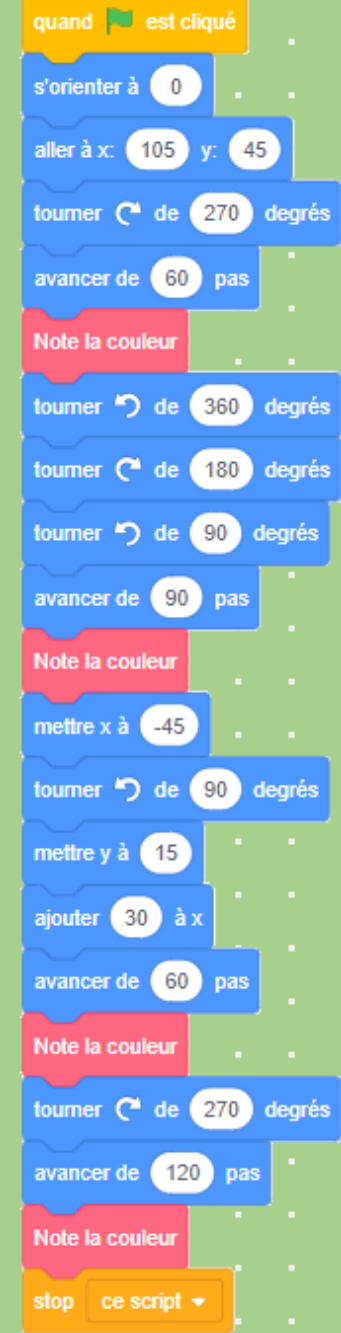 quand est cliqué
s'orienter à 0
aller à x: 105 y: 45
tourner de 270 degrés
avancer de 60 pas
Note la couleur
tourner de 360 degrés
tourner de 180 degrés
tourner de 90 degrés
avancer de 90 pas
Note la couleur
mettre x à -45
tourner de 90 degrés
mettre y à 15
ajouter 30 à x
avancer de 60 pas
Note la couleur
tourner de 270 degrés
avancer de 120 pas
Note la couleur
stop ce script